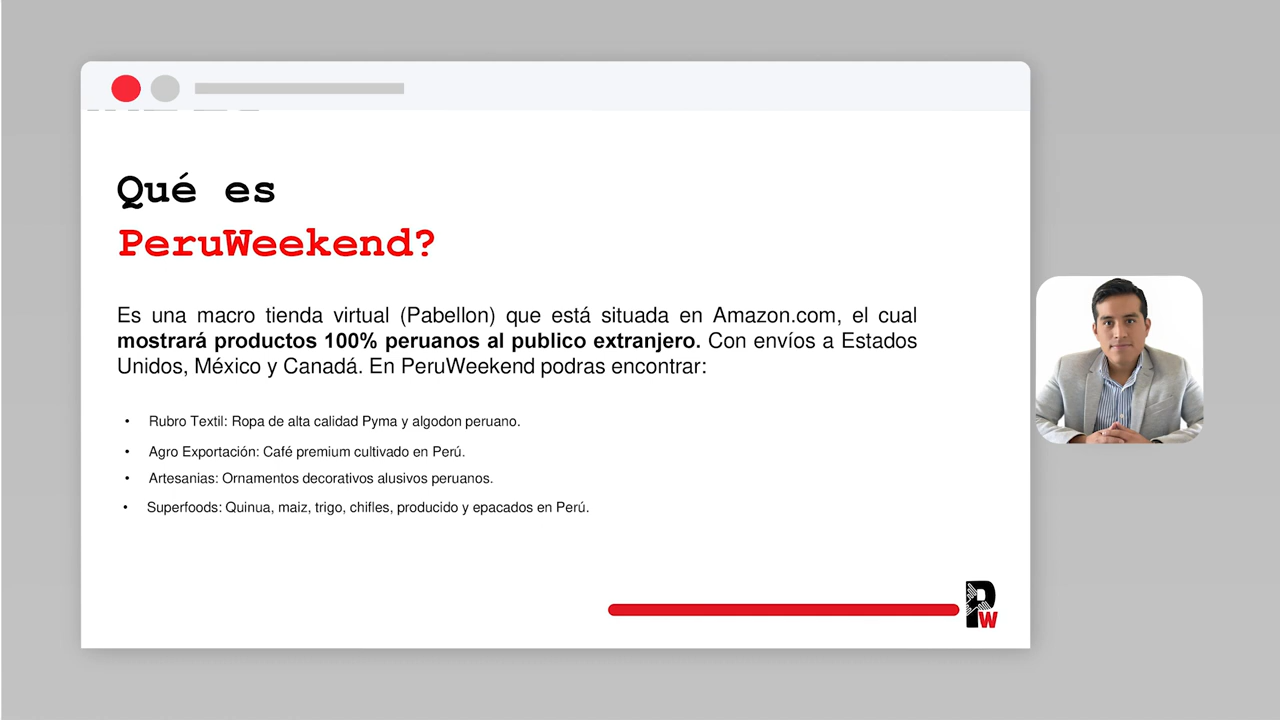 Qué es
PeruWeekend?
Es una macro tienda virtual (Pabellon) que está situada en Amazon.com, el cual
mostrará productos 100% peruanos al publico extranjero. Con envíos a Estados
Unidos, México y Canadá. En PeruWeekend podras encontrar:
• Rubro Textil: Ropa de alta calidad Pyma y algodon peruano.
• Agro Exportación: Café premium cultivado en Perú.
• Artesanias: Ornamentos decorativos alusivos peruanos.
• Superfoods: Quinua, maiz, trigo, chifles, producido y epacados en Perú.
PW